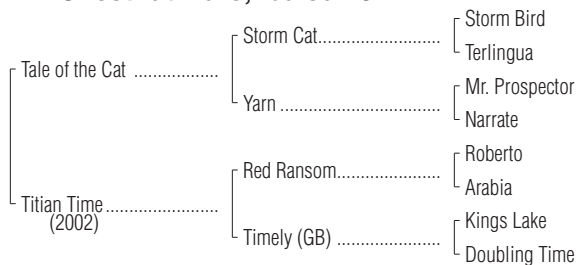 Storm Bird
Storm Cat..............................
Terlingua
Tale of the Cat ....................
Mr. Prospector
Yarn .......................................
Narrate
Roberto
Red Ransom.........................
Arabia
Titian Time...........................
(2002)
Kings Lake
Timely (GB) .........................
Doubling Time